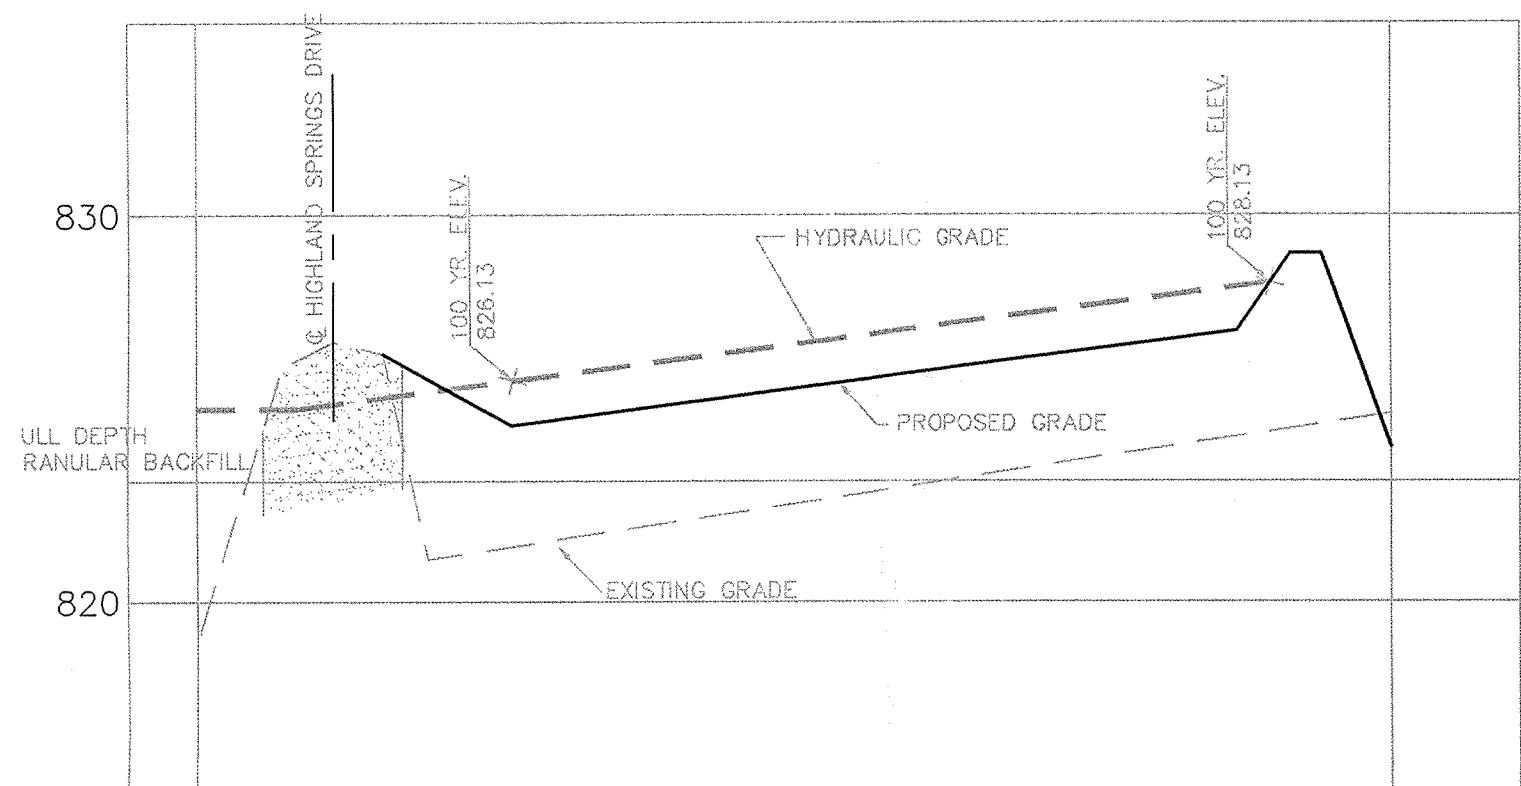 ℄ HIGHLAND SPRINGS DRIVE
100 YR. ELEV.
826.13
100 YR. ELEV.
828.13
830
HYDRAULIC GRADE
PROPOSED GRADE
ULL DEPTH
RANULAR BACKFILL
EXISTING GRADE
820